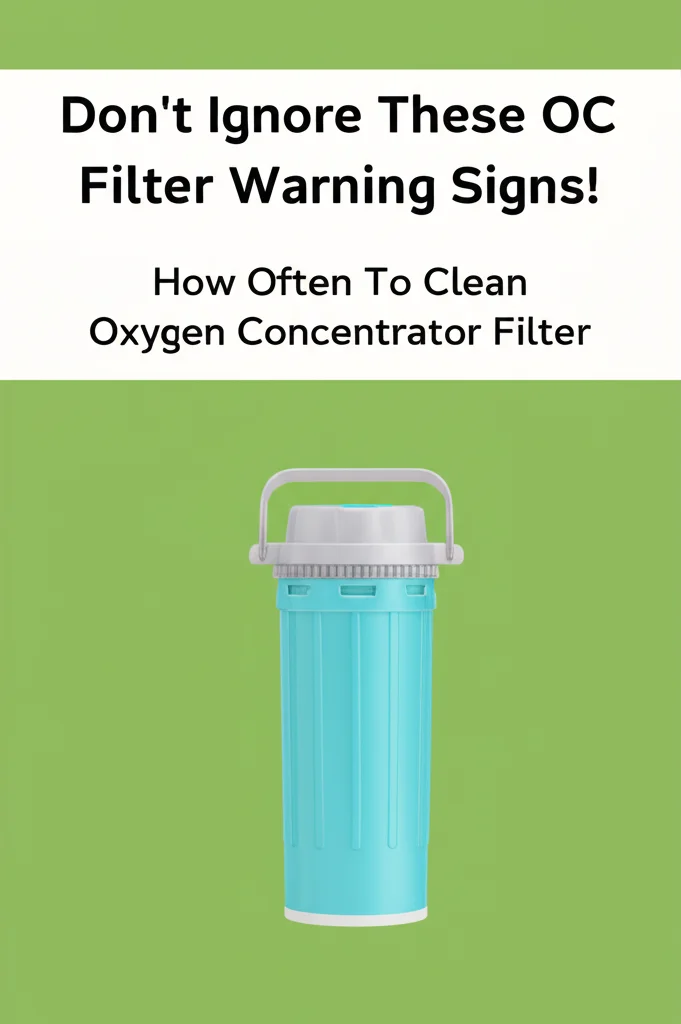 Don't Ignore These OC
Filter Warning Signs!
How Often To Clean
Oxygen Concentrator Filter